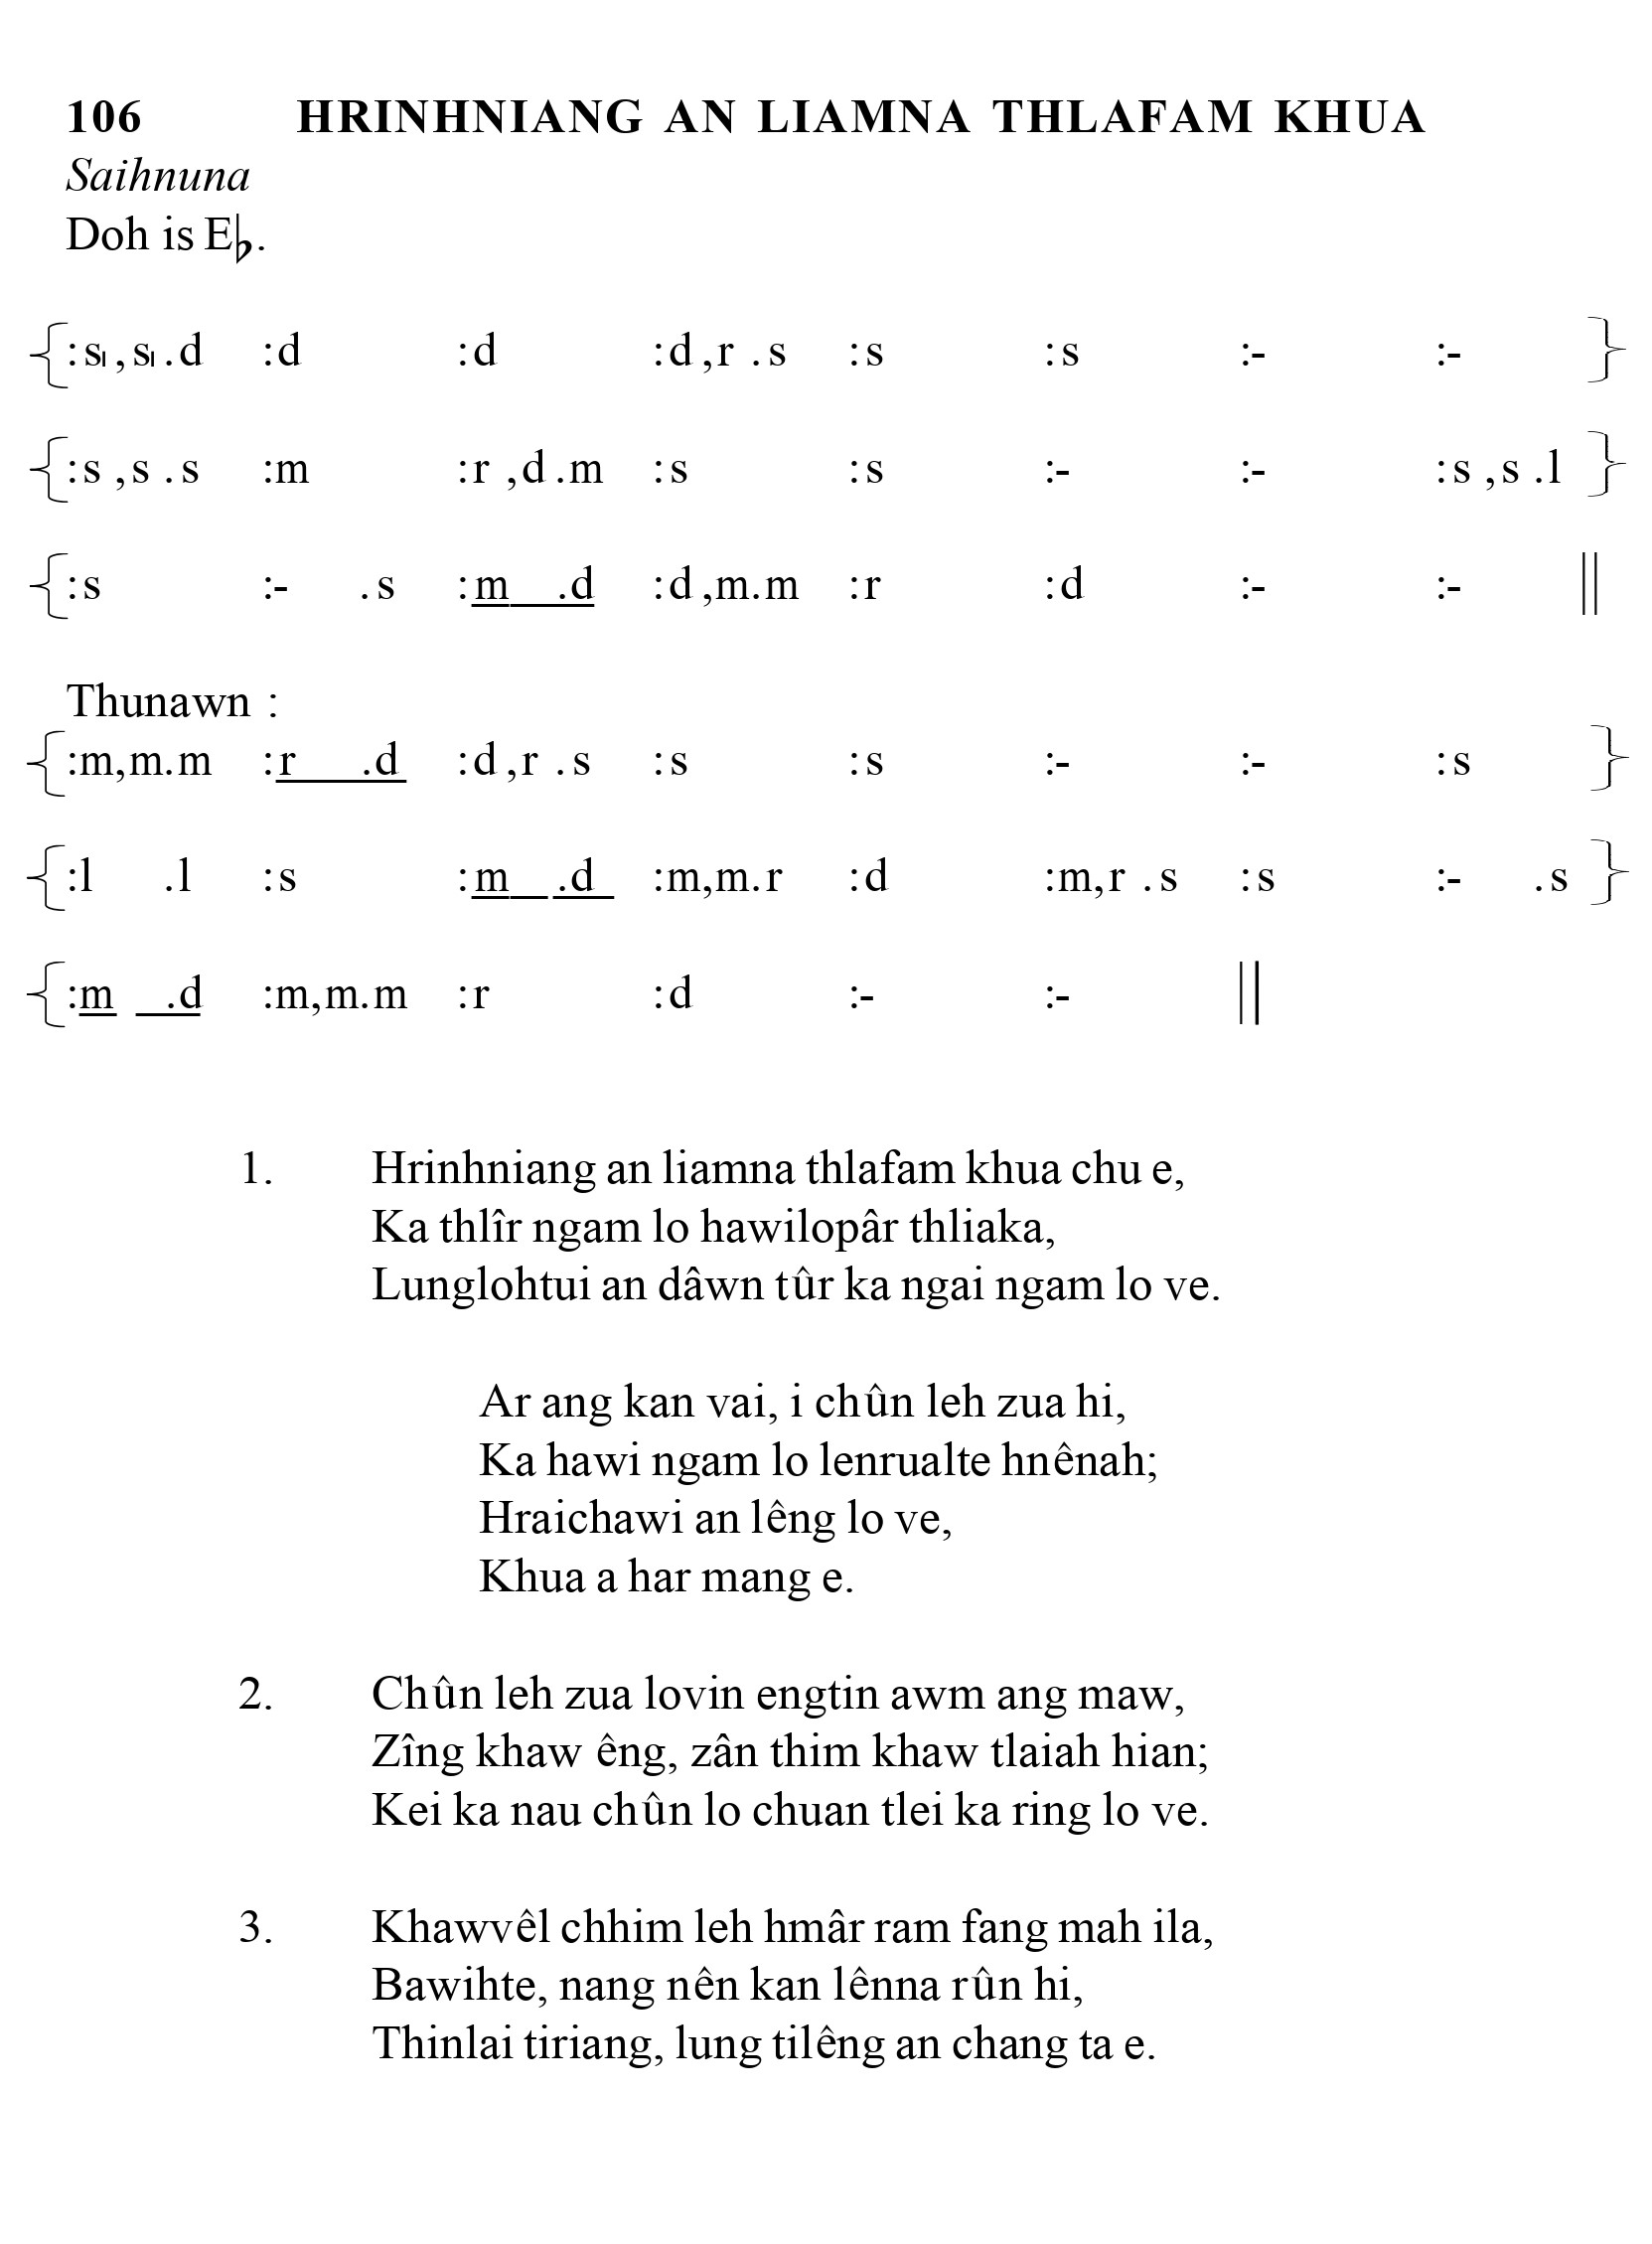 106 HRINHNIANG AN LIAMNA THLAFAM KHUA
Saihnuna
Doh is E♭.
{:sˌ,sˌ.d :d :d :d,r .s :s :s :- :- }
{:s ,s .s :m :r ,d.m :s :s :- :- :s ,s .l }
{:s :- .s :m .d :d,m.m :r :d :- :- ||
Thunawn :
{:m,m.m :r .d :d,r .s :s :s :- :- :s }
{:l .l :s :m .d :m,m.r :d :m,r .s :s :- .s }
{:m .d :m,m.m :r :d :- :- ||
1. Hrinhniang an liamna thlafam khua chu e,
Ka thlîr ngam lo hawilopâr thliaka,
Lunglohtui an dâwn tûr ka ngai ngam lo ve.
Ar ang kan vai, i chûn leh zua hi,
Ka hawi ngam lo lenrualte hnênah;
Hraichawi an lêng lo ve,
Khua a har mang e.
2. Chûn leh zua lovin engtin awm ang maw,
Zîng khaw êng, zân thim khaw tlaiah hian;
Kei ka nau chûn lo chuan tlei ka ring lo ve.
3. Khawvêl chhim leh hmâr ram fang mah ila,
Bawihte, nang nên kan lênna rûn hi,
Thinlai tiriang, lung tilêng an chang ta e.